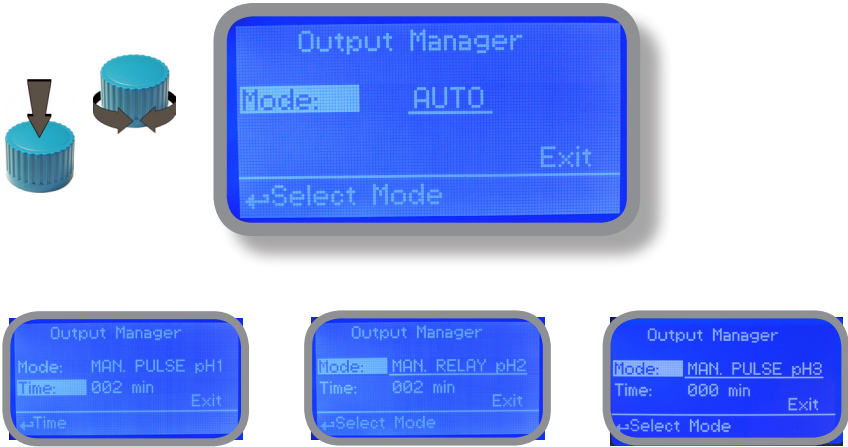 Output Manager
Mode: AUTO
Exit
↵Select Mode
Output Manager
Mode: MAN. PULSE pH1
Time: 002 min
Exit
↵Time
Output Manager
Mode: MAN. RELAY pH2
Time: 002 min
Exit
↵Select Mode
Output Manager
Mode: MAN. PULSE pH3
Time: 000 min
Exit
↵Select Mode